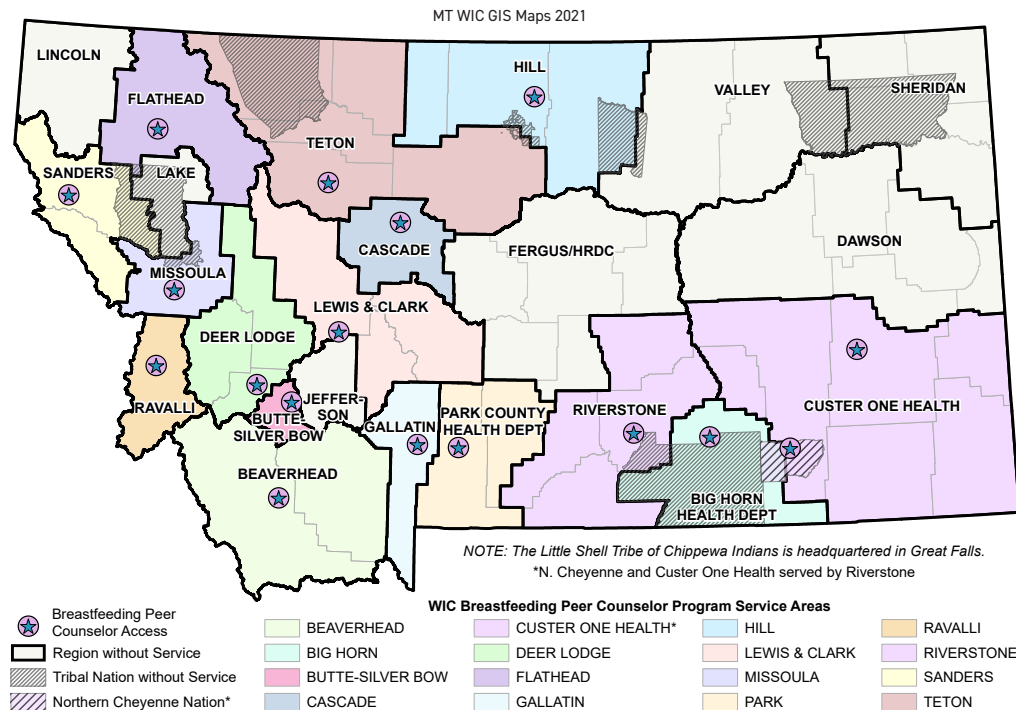 MT WIC GIS Maps 2021
LINCOLN
HILL
VALLEY
SHERIDAN
FLATHEAD
TETON
SANDERS
LAKE
DAWSON
CASCADE
FERGUS/HRDC
MISSOULA
LEWIS & CLARK
DEER LODGE
JEFFER-
SON
RAVALLI
BUTTE-
SILVER BOW
GALLATIN
PARK COUNTY
HEALTH DEPT
RIVERSTONE
CUSTER ONE HEALTH
BEAVERHEAD
BIG HORN
HEALTH DEPT
NOTE: The Little Shell Tribe of Chippewa Indians is headquartered in Great Falls.
*N. Cheyenne and Custer One Health served by Riverstone
Breastfeeding Peer
Counselor Access
Region without Service
Tribal Nation without Service
Northern Cheyenne Nation*
WIC Breastfeeding Peer Counselor Program Service Areas
BEAVERHEAD
BIG HORN
BUTTE-SILVER BOW
CASCADE
CUSTER ONE HEALTH*
DEER LODGE
FLATHEAD
GALLATIN
HILL
LEWIS & CLARK
MISSOULA
PARK
RAVALLI
RIVERSTONE
SANDERS
TETON